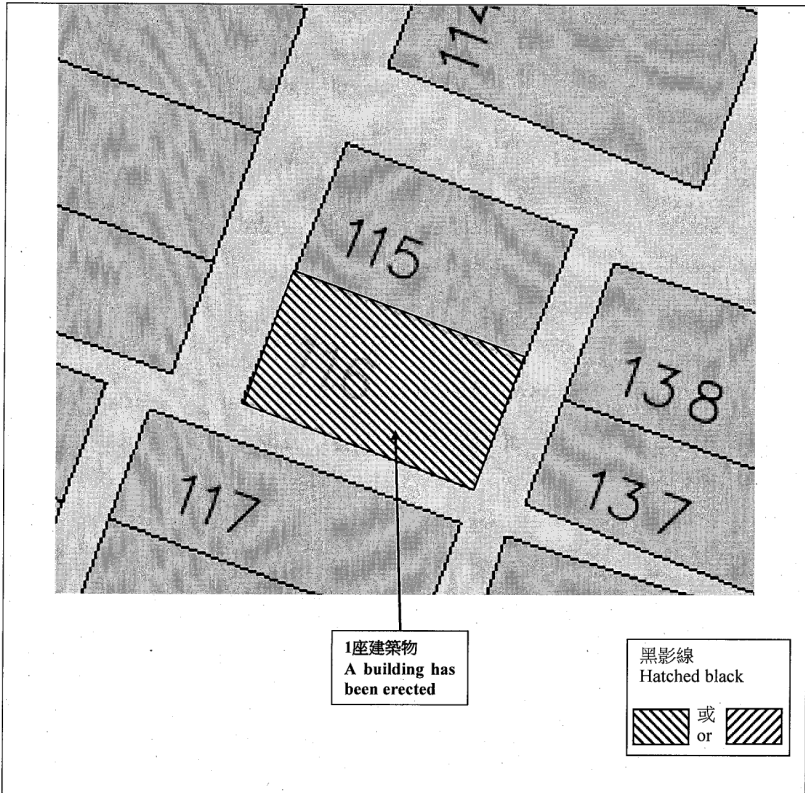 114
115
138
137
117
1座建築物
A building has
been erected
黑影線
Hatched black
或
or